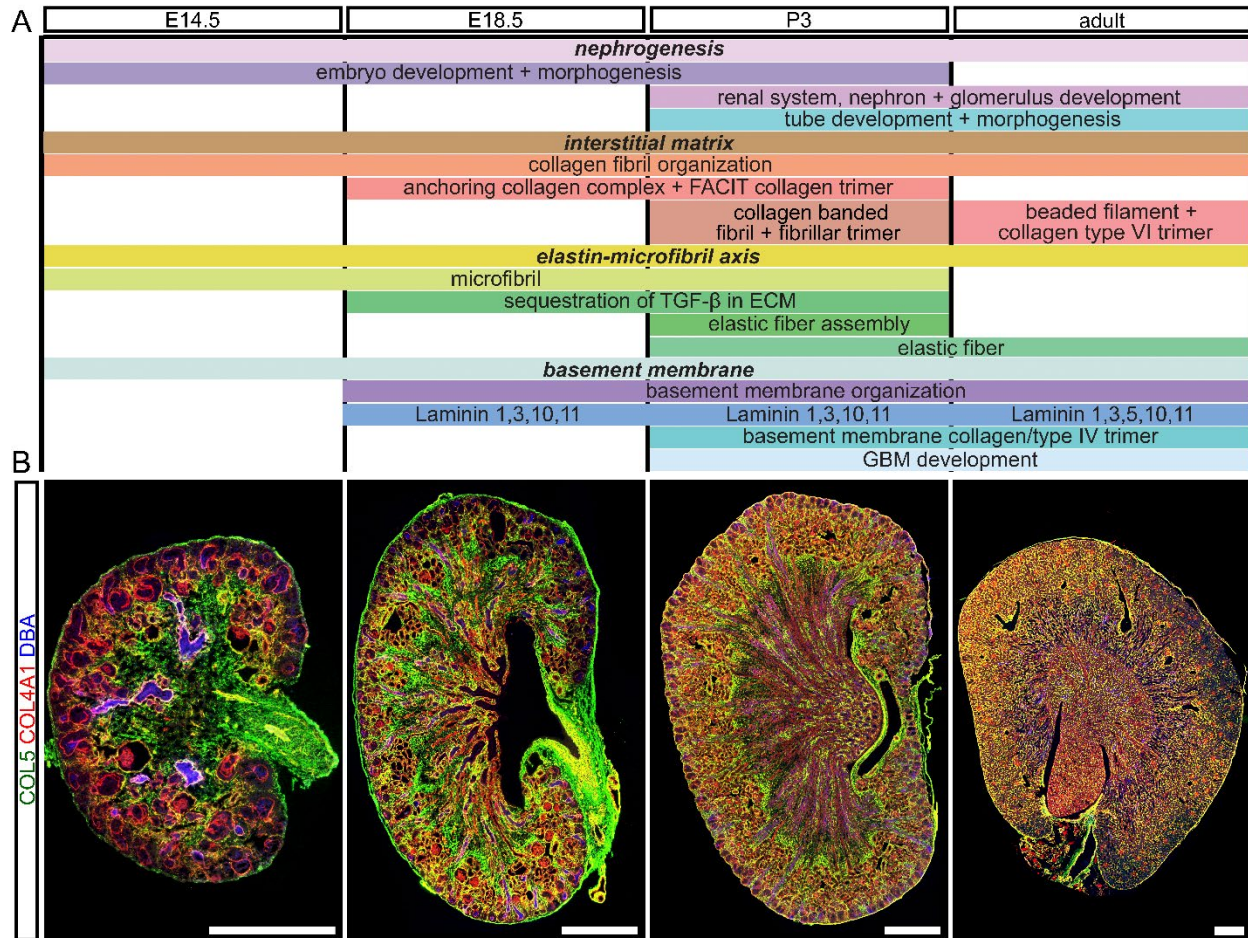 A
E14.5
E18.5
P3
adult
nephrogenesis
embryo development + morphogenesis
renal system, nephron + glomerulus development
tube development + morphogenesis
interstitial matrix
collagen fibril organization
anchoring collagen complex + FACIT collagen trimer
collagen banded
fibril + fibrillar trimer
beaded filament +
collagen type VI trimer
elastin-microfibril axis
microfibril
sequestration of TGF-β in ECM
elastic fiber assembly
elastic fiber
basement membrane
basement membrane organization
Laminin 1,3,10,11
Laminin 1,3,10,11
Laminin 1,3,5,10,11
basement membrane collagen/type IV trimer
GBM development
B
COL5 COL4A1 DBA